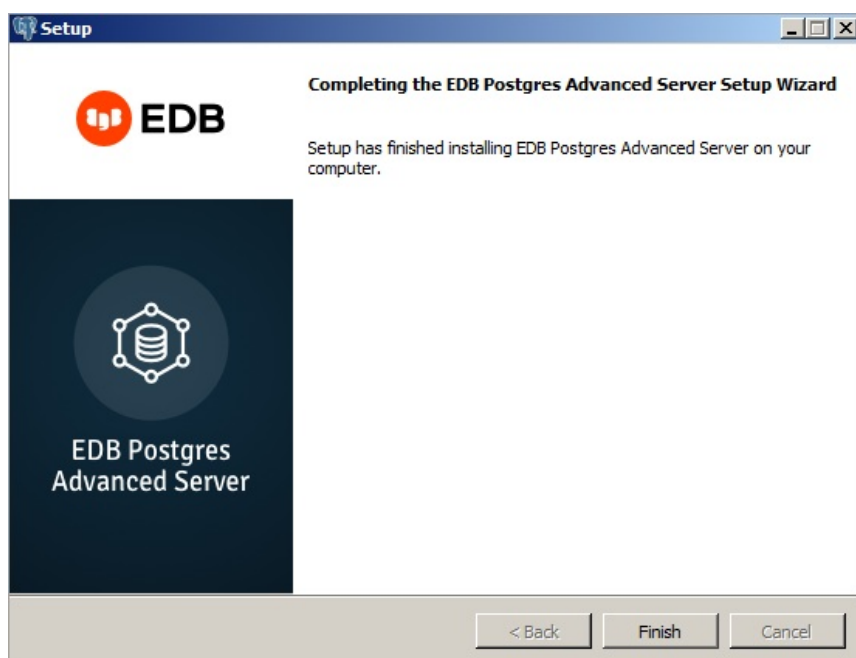 Setup
EDB
Completing the EDB Postgres Advanced Server Setup Wizard
Setup has finished installing EDB Postgres Advanced Server on your
computer.
EDB Postgres
Advanced Server
< Back
Finish
Cancel